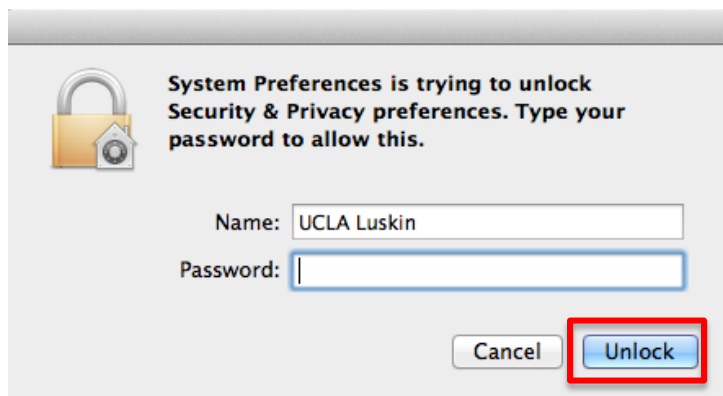 System Preferences is trying to unlock
Security & Privacy preferences. Type your
password to allow this.
Name: UCLA Luskin
Password:
Cancel Unlock